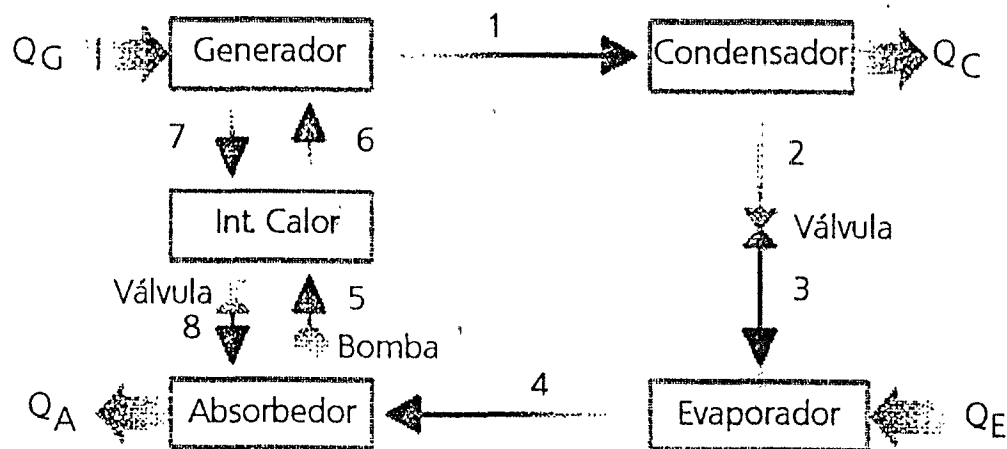 Q_G
Generador
1
Condensador
Q_C
7
6
2
Int. Calor
Válvula
Válvula
5
3
8
Bomba
4
Q_A
Absorbedor
Evaporador
Q_E